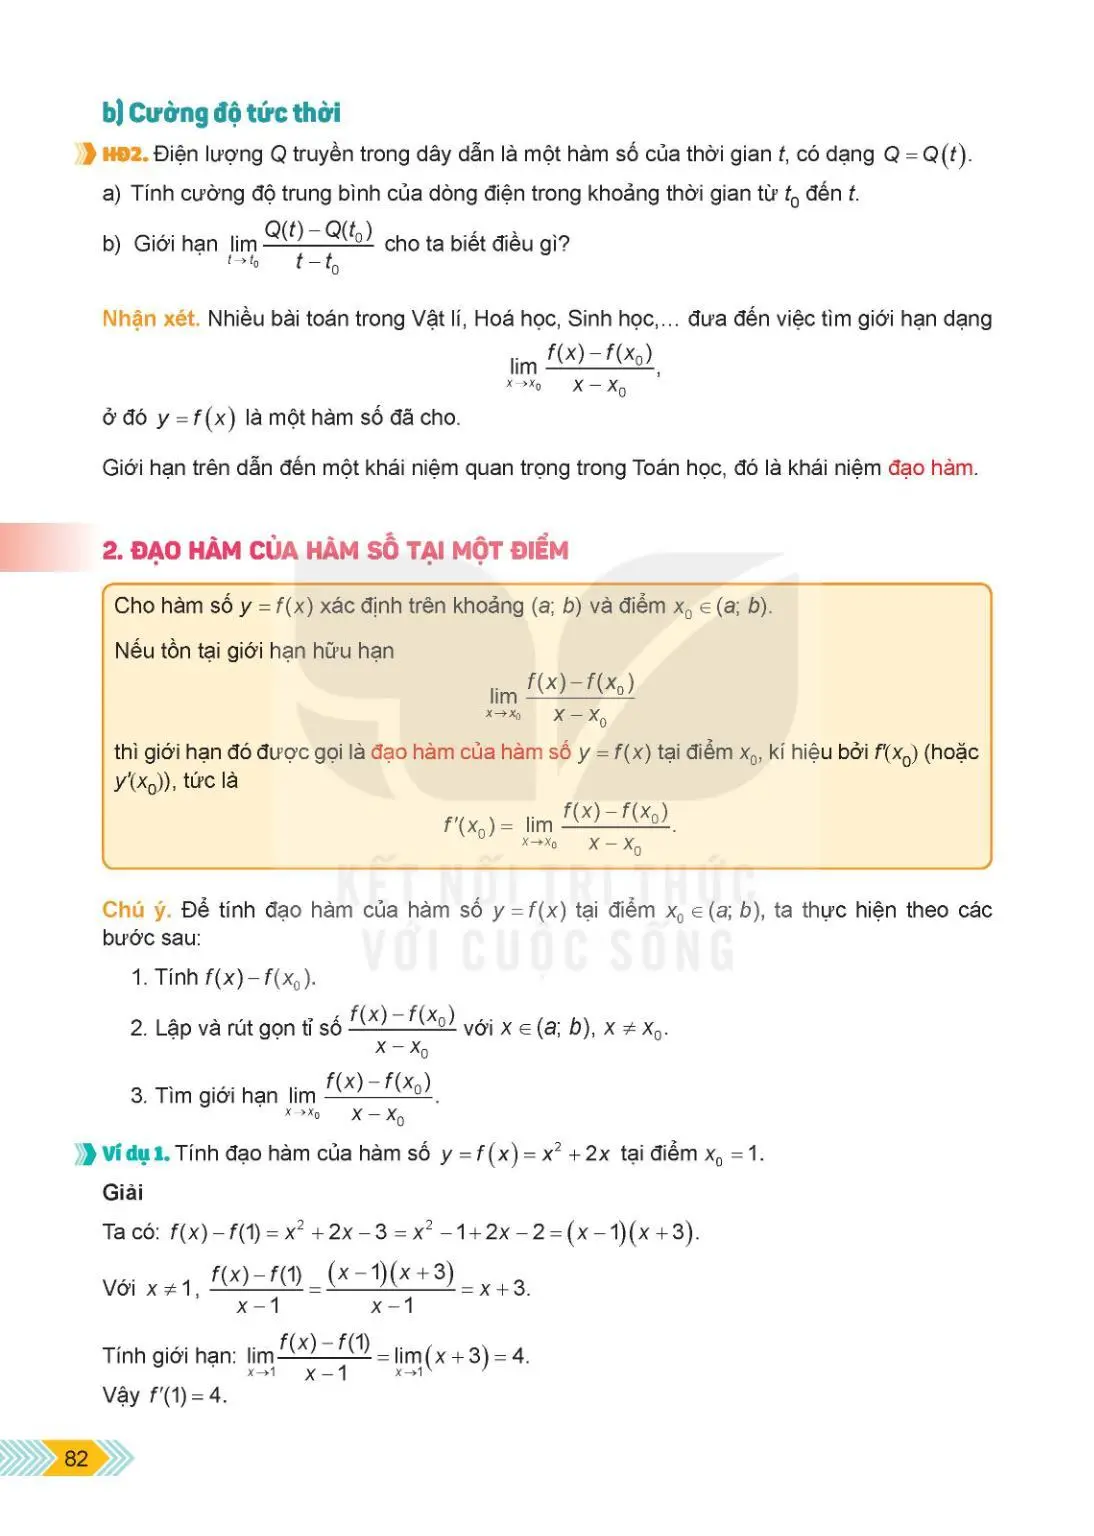 b) Cường độ tức thời
HĐ2. Điện lượng Q truyền trong dây dẫn là một hàm số của thời gian t, có dạng Q = Q(t).
a) Tính cường độ trung bình của dòng điện trong khoảng thời gian từ t₀ đến t.
b) Giới hạn lim_{t→t₀} (Q(t) – Q(t₀))/(t – t₀) cho ta biết điều gì?
Nhận xét. Nhiều bài toán trong Vật lí, Hoá học, Sinh học,... đưa đến việc tìm giới hạn dạng
lim_{x→x₀} (f(x) – f(x₀))/(x – x₀),
ở đó y = f(x) là một hàm số đã cho.
Giới hạn trên dẫn đến một khái niệm quan trọng trong Toán học, đó là khái niệm đạo hàm.
2. ĐẠO HÀM CỦA HÀM SỐ TẠI MỘT ĐIỂM
Cho hàm số y = f(x) xác định trên khoảng (a; b) và điểm x₀ ∈ (a; b).
Nếu tồn tại giới hạn hữu hạn
lim_{x→x₀} (f(x) – f(x₀))/(x – x₀)
thì giới hạn đó được gọi là đạo hàm của hàm số y = f(x) tại điểm x₀, kí hiệu bởi f′(x₀) (hoặc
y′(x₀)), tức là
f′(x₀) = lim_{x→x₀} (f(x) – f(x₀))/(x – x₀).
KẾT NỐI TRI THỨC
VỚI CUỘC SỐNG
Chú ý. Để tính đạo hàm của hàm số y = f(x) tại điểm x₀ ∈ (a; b), ta thực hiện theo các
bước sau:
1. Tính f(x) – f(x₀).
2. Lập và rút gọn tỉ số (f(x) – f(x₀))/(x – x₀) với x ∈ (a; b), x ≠ x₀.
3. Tìm giới hạn lim_{x→x₀} (f(x) – f(x₀))/(x – x₀).
Ví dụ 1. Tính đạo hàm của hàm số y = f(x) = x² + 2x tại điểm x₀ = 1.
Giải
Ta có: f(x) – f(1) = x² + 2x – 3 = x² – 1 + 2x – 2 = (x – 1)(x + 3).
Với x ≠ 1, (f(x) – f(1))/(x – 1) = ((x – 1)(x + 3))/(x – 1) = x + 3.
Tính giới hạn: lim_{x→1} (f(x) – f(1))/(x – 1) = lim_{x→1} (x + 3) = 4.
Vậy f′(1) = 4.
82